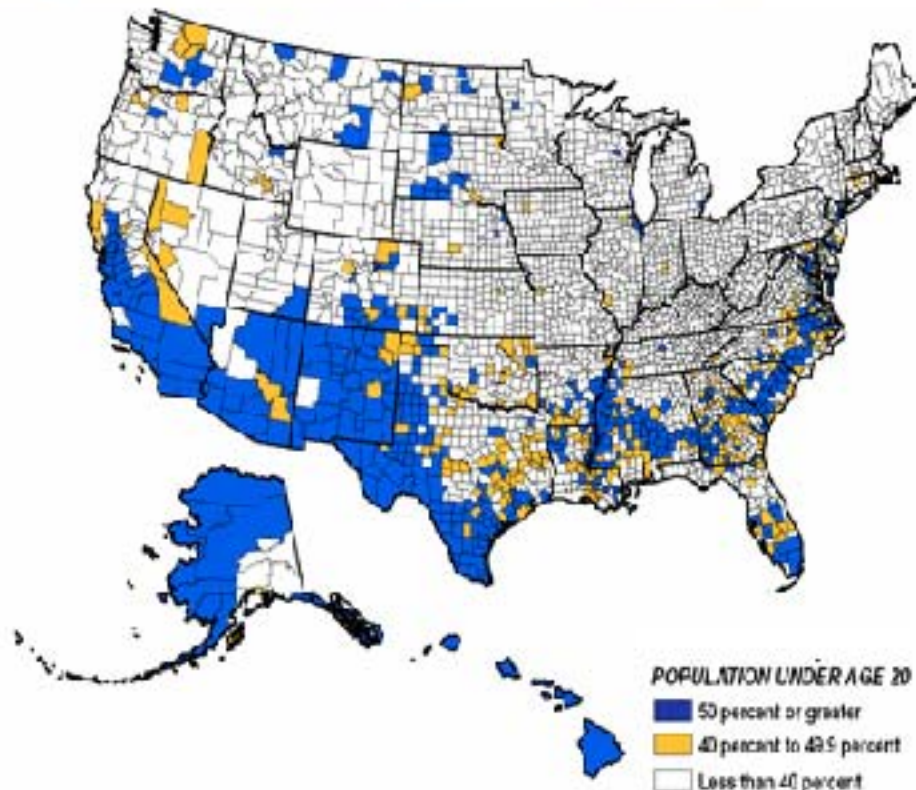 POPULATION UNDER AGE 20
50 percent or greater
40 percent to 49.9 percent
Less than 40 percent